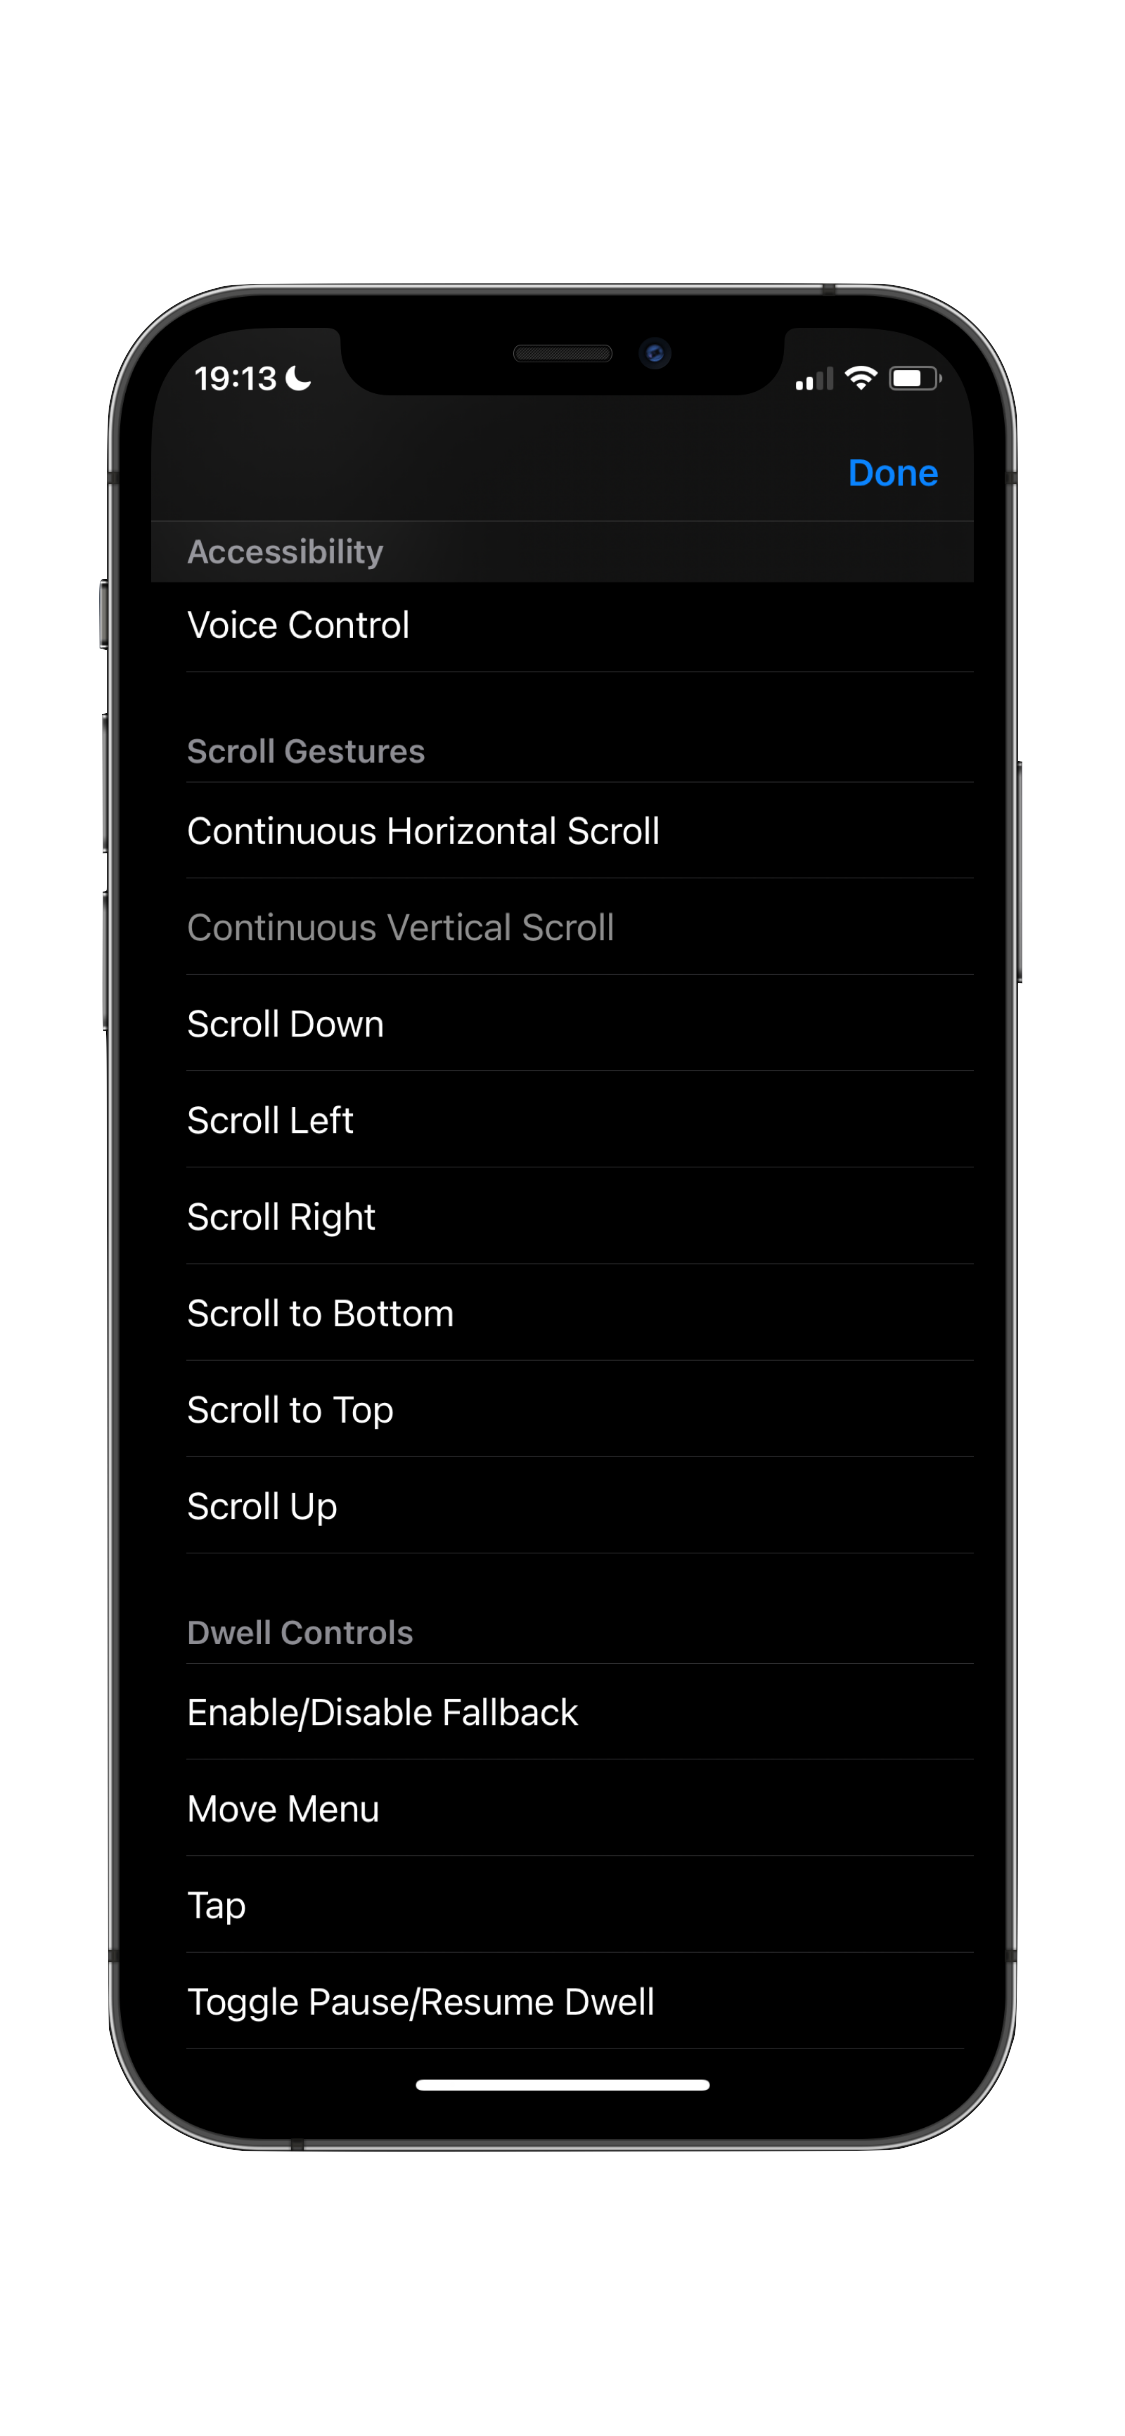 19:13
Done
Accessibility
Voice Control
Scroll Gestures
Continuous Horizontal Scroll
Continuous Vertical Scroll
Scroll Down
Scroll Left
Scroll Right
Scroll to Bottom
Scroll to Top
Scroll Up
Dwell Controls
Enable/Disable Fallback
Move Menu
Tap
Toggle Pause/Resume Dwell